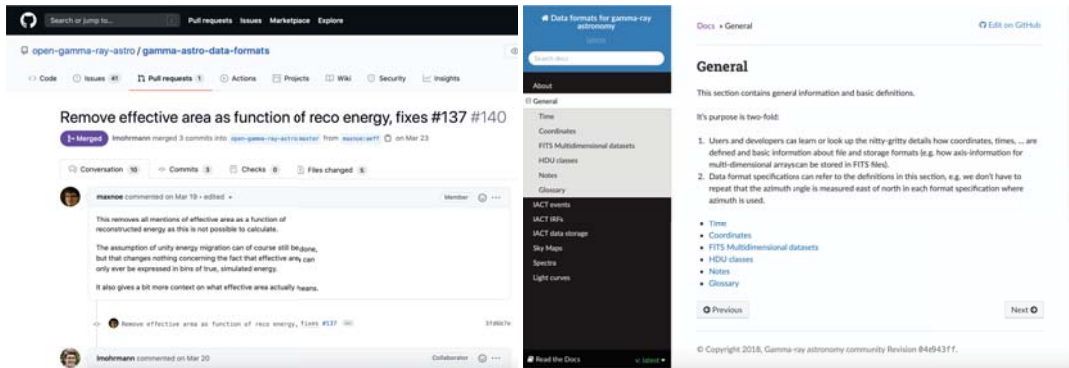 Search or jump to...
/
Pull requests Issues Marketplace Explore
open-gamma-ray-astro / gamma-astro-data-formats
Code Issues 41 Pull requests 1 Actions Projects Wiki Security Insights
Remove effective area as function of reco energy, fixes #137 #140
Merged lmohrmann merged 3 commits into open-gamma-ray-astro:master from maxnoe:aeff on Mar 23
Conversation 10 Commits 3 Checks 0 Files changed 5
maxnoe commented on Mar 19 • edited Member
This removes all mentions of effective area as a function of
reconstructed energy as this is not possible to calculate.
The assumption of unity energy migration can of course still be done,
but that changes nothing concerning the fact that effective area can
only ever be expressed in bins of true, simulated energy.
It also gives a bit more context on what effective area actually means.
Remove effective area as function of reco energy, fixes #137
lmohrmann commented on Mar 20 Collaborator
Data formats for gamma-ray
astronomy
latest
Search docs
About
General
Time
Coordinates
FITS Multidimensional datasets
HDU classes
Notes
Glossary
IACT events
IACT IRFs
IACT data storage
Sky Maps
Spectra
Light curves
Read the Docs v: latest
Docs » General Edit on GitHub
General
This section contains general information and basic definitions.
It's purpose is two-fold:
1. Users and developers can learn or look up the nitty-gritty details how coordinates, times, ... are
defined and basic information about file and storage formats (e.g. how axis-information for
multi-dimensional arrayscan be stored in FITS files).
2. Data format specifications can refer to the definitions in this section, e.g. we don't have to
repeat that the azimuth angle is measured east of north in each format specification where
azimuth is used.
• Time
• Coordinates
• FITS Multidimensional datasets
• HDU classes
• Notes
• Glossary
Previous Next
© Copyright 2018, Gamma-ray astronomy community Revision 04e943ff.